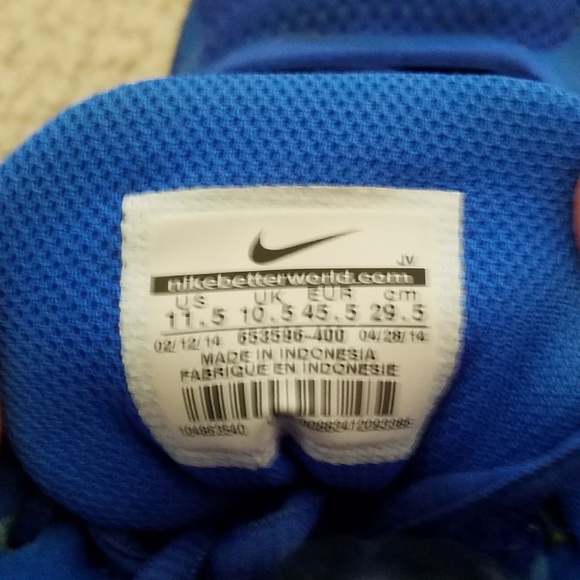 JV
nikebetterworld.com
US UK EUR cm
11.5 10.5 45.5 29.5
02/12/14 653596-400 04/28/14
MADE IN INDONESIA
FABRIQUE EN INDONESIE